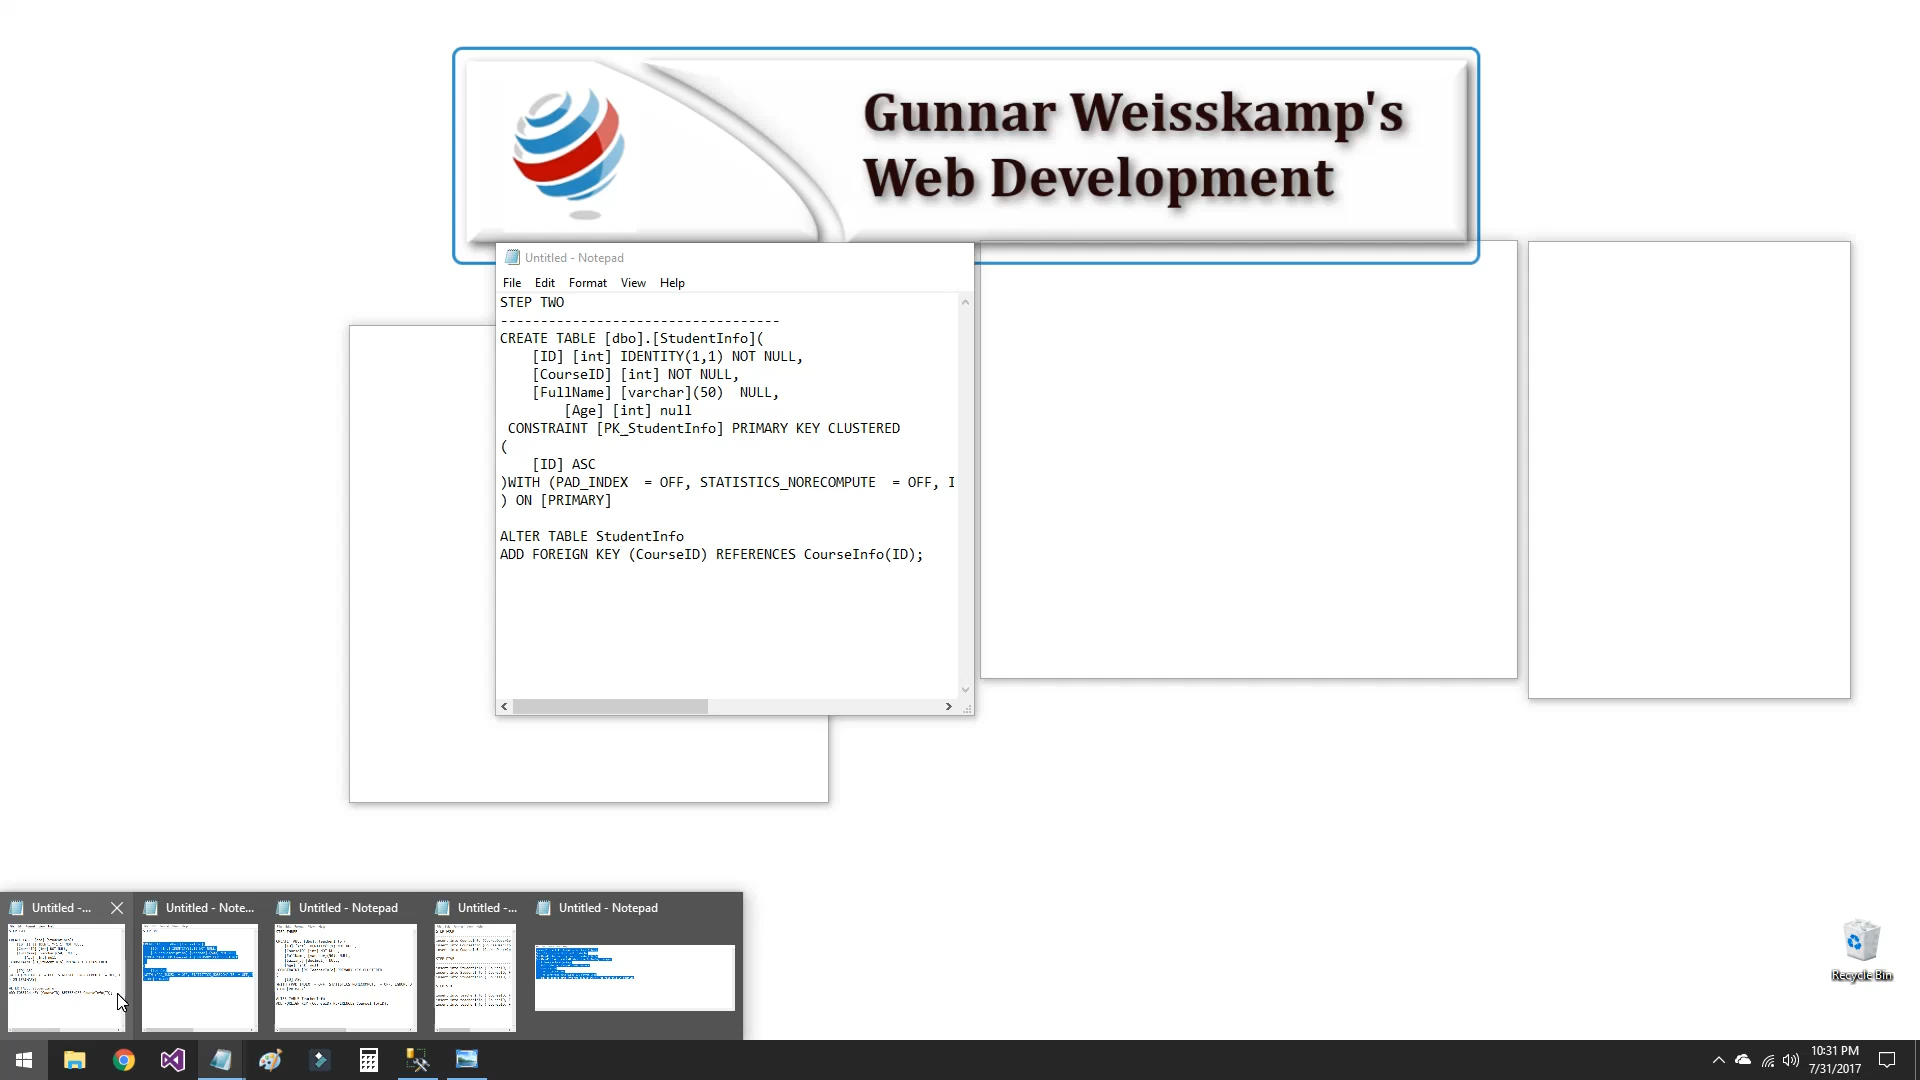 Gunnar Weisskamp's
Web Development
Untitled - Notepad
File Edit Format View Help
STEP TWO
-----------------------------------
CREATE TABLE [dbo].[StudentInfo](
[ID] [int] IDENTITY(1,1) NOT NULL,
[CourseID] [int] NOT NULL,
[FullName] [varchar](50)  NULL,
[Age] [int] null
CONSTRAINT [PK_StudentInfo] PRIMARY KEY CLUSTERED
(
[ID] ASC
)WITH (PAD_INDEX  = OFF, STATISTICS_NORECOMPUTE  = OFF, I
) ON [PRIMARY]
ALTER TABLE StudentInfo
ADD FOREIGN KEY (CourseID) REFERENCES CourseInfo(ID);
Untitled -...
Untitled - Note...
Untitled - Notepad
Untitled -...
Untitled - Notepad
Recycle Bin
10:31 PM
7/31/2017